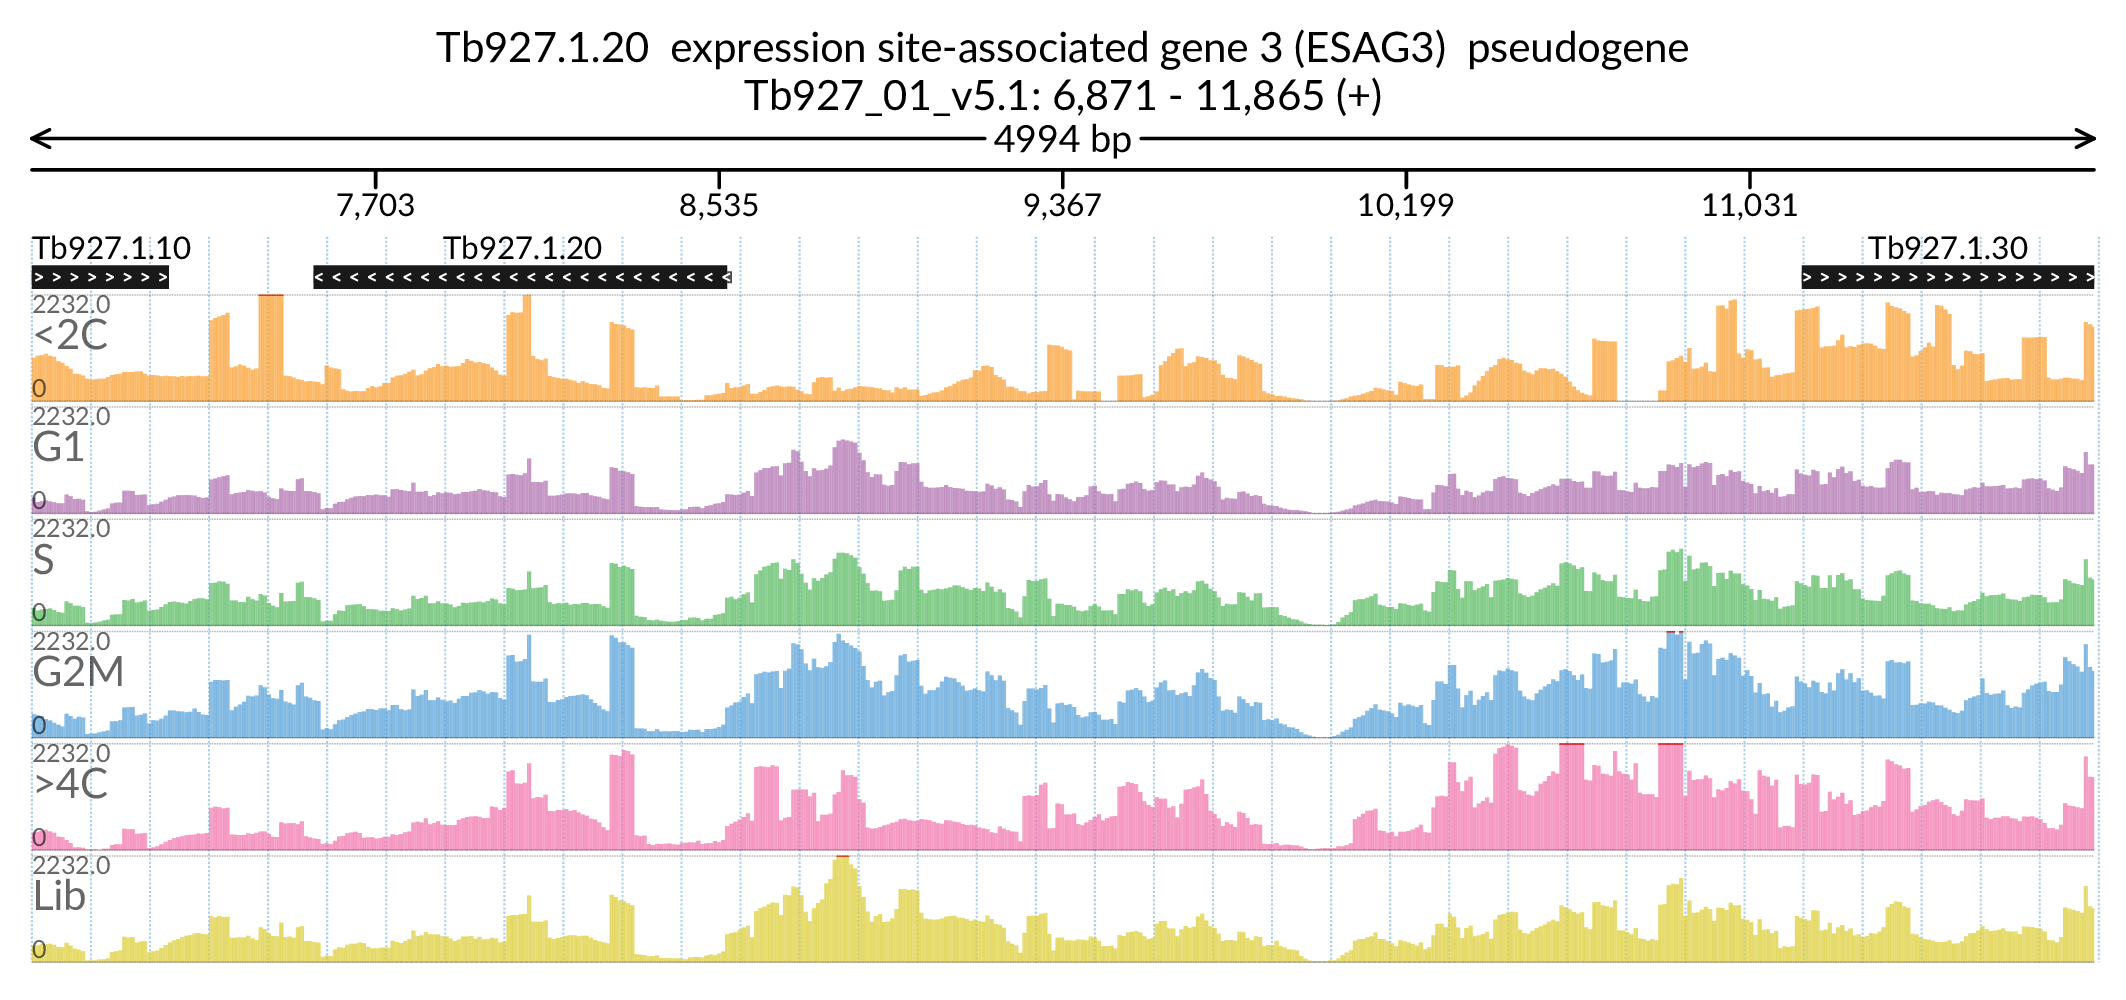 Tb927.1.20  expression site-associated gene 3 (ESAG3)  pseudogene
Tb927_01_v5.1: 6,871 - 11,865 (+)
4994 bp
7,703 8,535 9,367 10,199 11,031
Tb927.1.10 Tb927.1.20 Tb927.1.30
2232.0
<2C
0
2232.0
G1
0
2232.0
S
0
2232.0
G2M
0
2232.0
>4C
0
2232.0
Lib
0